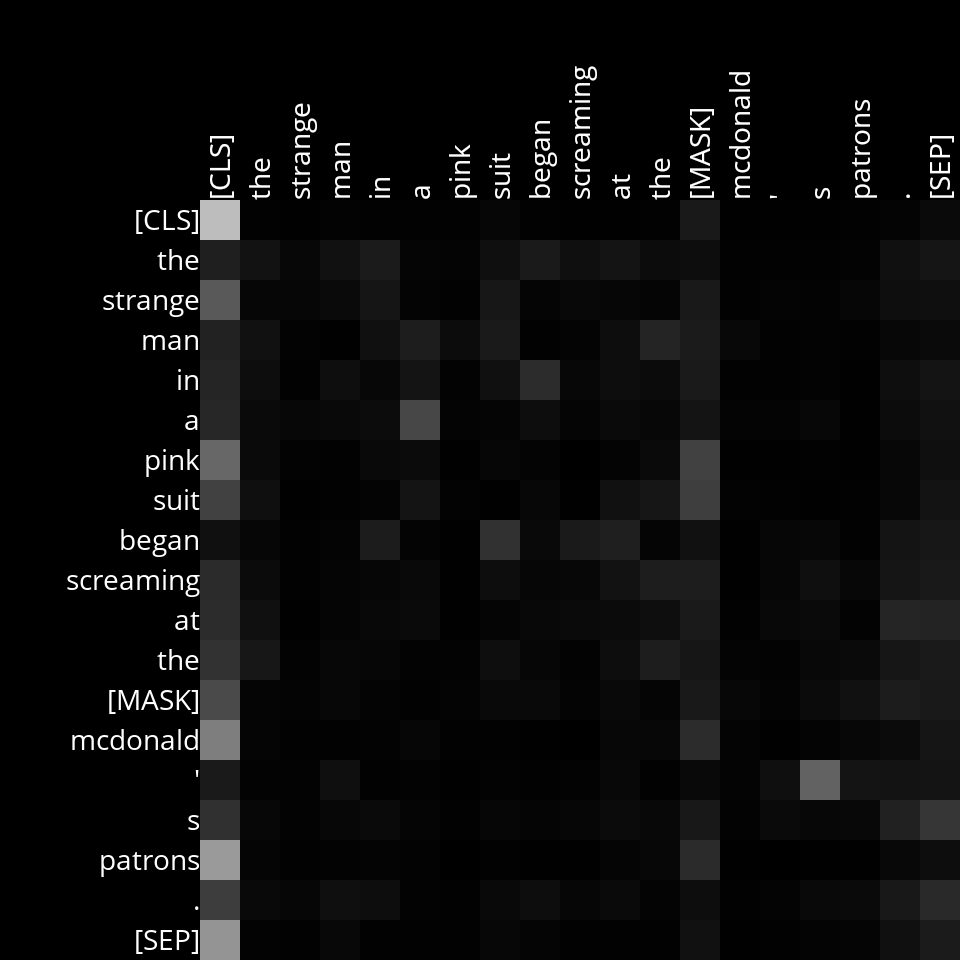 [CLS] the strange man in a pink suit began screaming at the [MASK] mcdonald ' s patrons . [SEP]
[CLS]
the
strange
man
in
a
pink
suit
began
screaming
at
the
[MASK]
mcdonald
'
s
patrons
.
[SEP]